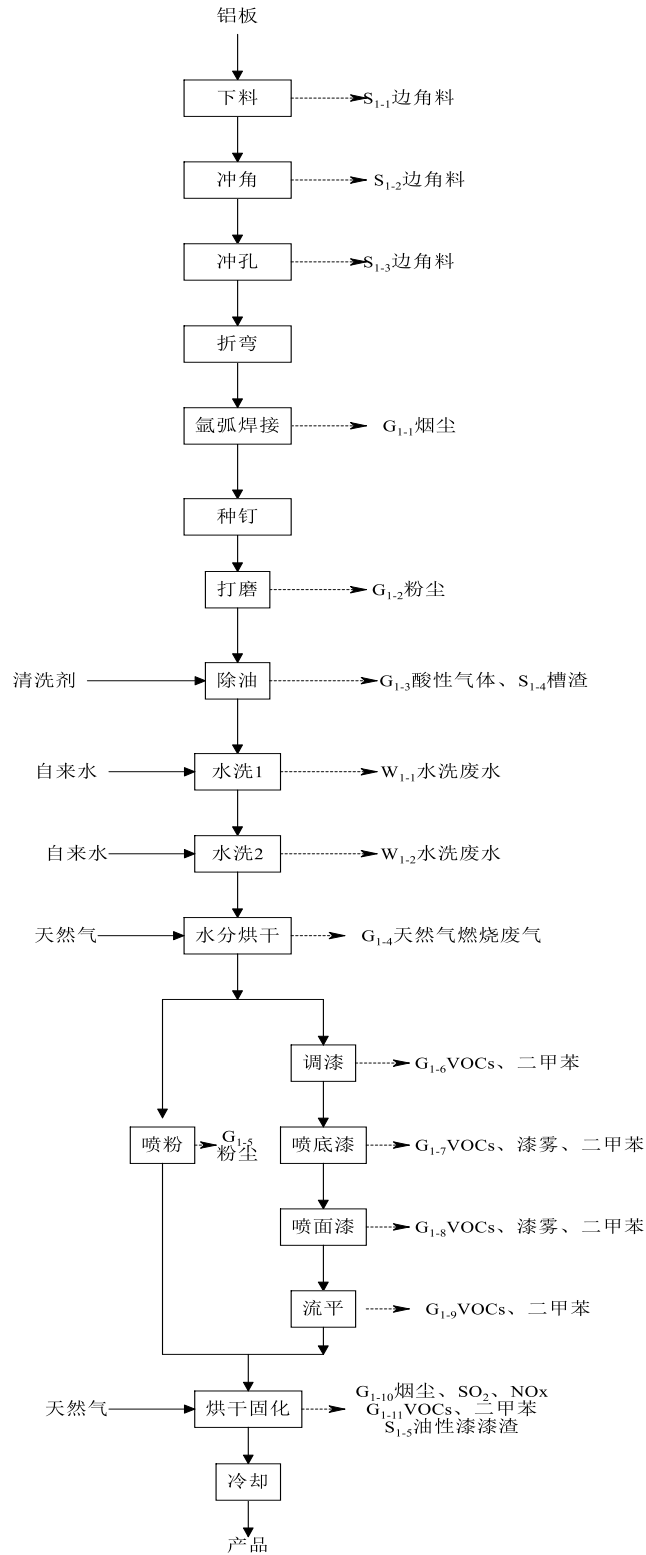 铝板
下料
S1-1边角料
冲角
S1-2边角料
冲孔
S1-3边角料
折弯
氩弧焊接
G1-1烟尘
种钉
打磨
G1-2粉尘
清洗剂
除油
G1-3酸性气体、S1-4槽渣
自来水
水洗1
W1-1水洗废水
自来水
水洗2
W1-2水洗废水
天然气
水分烘干
G1-4天然气燃烧废气
调漆
G1-6VOCs、二甲苯
喷粉
G1-5
粉尘
喷底漆
G1-7VOCs、漆雾、二甲苯
喷面漆
G1-8VOCs、漆雾、二甲苯
流平
G1-9VOCs、二甲苯
天然气
烘干固化
G1-10烟尘、SO2、NOx
G1-11VOCs、二甲苯
S1-5油性漆漆渣
冷却
产品